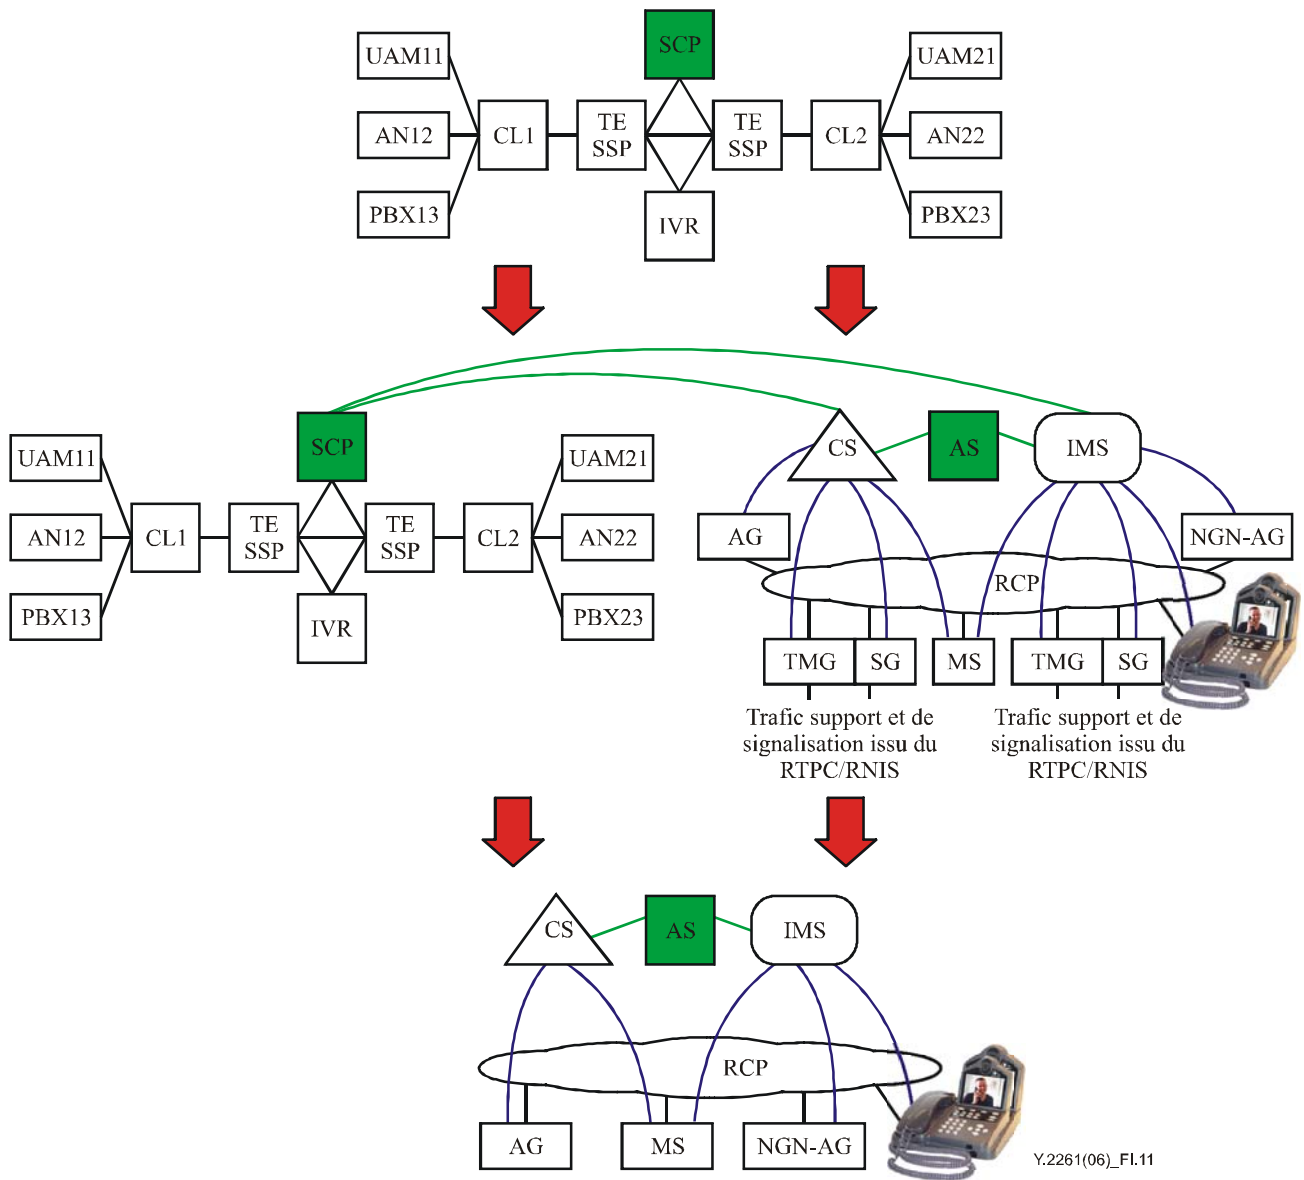 SCP
UAM11
UAM21
AN12
CL1
TE
SSP
TE
SSP
CL2
AN22
PBX13
IVR
PBX23
SCP
CS
AS
IMS
UAM11
UAM21
AN12
CL1
TE
SSP
TE
SSP
CL2
AN22
AG
NGN-AG
RCP
PBX13
IVR
PBX23
TMG
SG
MS
TMG
SG
Trafic support et de
signalisation issu du
RTPC/RNIS
Trafic support et de
signalisation issu du
RTPC/RNIS
CS
AS
IMS
RCP
AG
MS
NGN-AG
Y.2261(06)_FI.11